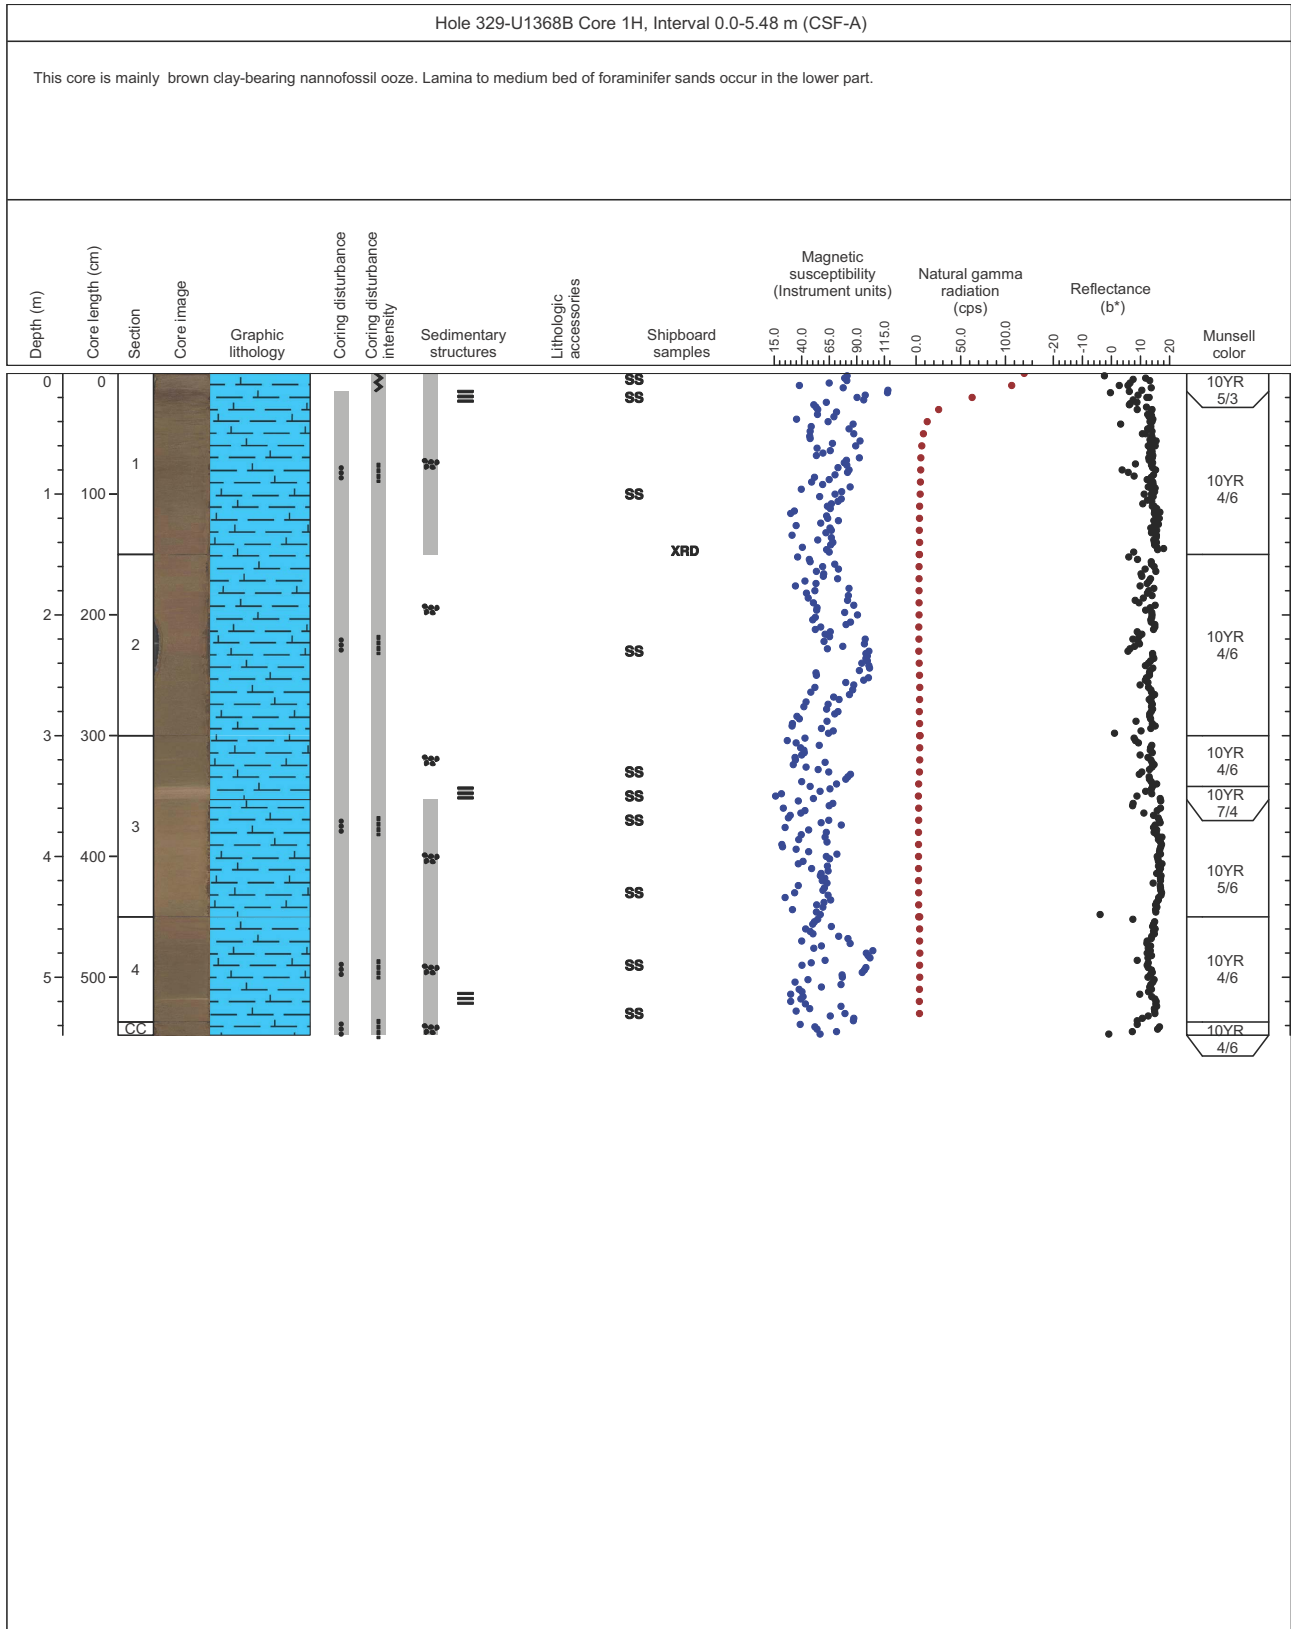 Hole 329-U1368B Core 1H, Interval 0.0-5.48 m (CSF-A)
This core is mainly brown clay-bearing nannofossil ooze. Lamina to medium bed of foraminifer sands occur in the lower part.
Depth (m)
Core length (cm)
Section
Core image
Graphic
lithology
Coring disturbance
Coring disturbance
intensity
Sedimentary
structures
Lithologic
accessories
Shipboard
samples
Magnetic
susceptibility
(Instrument units)
15.0 40.0 65.0 90.0 115.0
Natural gamma
radiation
(cps)
0.0 50.0 100.0
Reflectance
(b*)
-20 -10 0 10 20
Munsell
color
0 0
SS
10YR
5/3
SS
1
1 100
SS
10YR
4/6
XRD
2 200
2
SS
10YR
4/6
3 300
SS
10YR
4/6
SS
10YR
7/4
SS
3
4 400
10YR
5/6
SS
4
SS
10YR
4/6
5 500
SS
CC
10YR
4/6